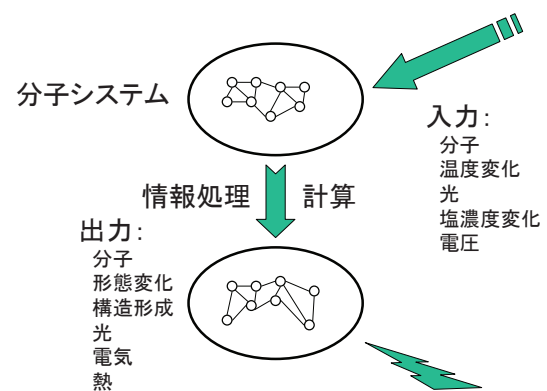 分子システム
入力:
分子
温度変化
光
塩濃度変化
電圧
情報処理 計算
出力:
分子
形態変化
構造形成
光
電気
熱